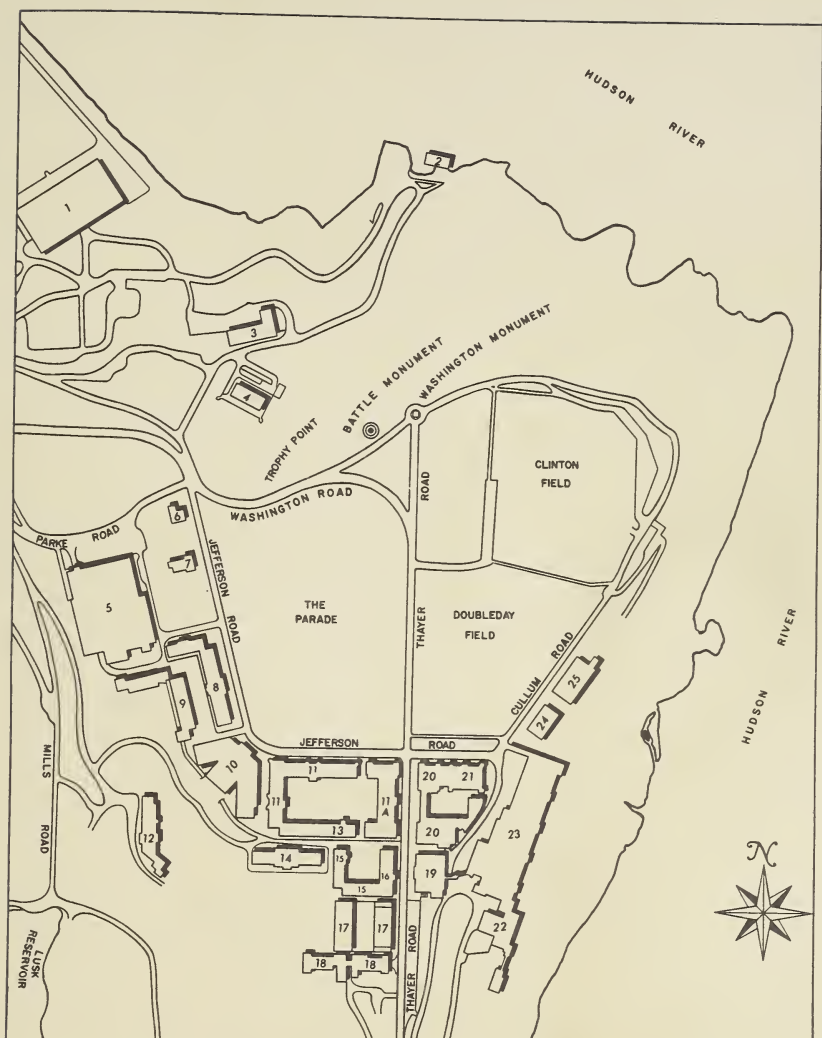 HUDSON RIVER
2
1
3
4
BATTLE MONUMENT
WASHINGTON MONUMENT
TROPHY POINT
CLINTON
FIELD
ROAD
WASHINGTON ROAD
6
PARKE ROAD
7
JEFFERSON ROAD
5
THE
PARADE
THAYER
DOUBLEDAY
FIELD
CULLUM ROAD
HUDSON RIVER
25
8
9
24
JEFFERSON ROAD
10
11
11
11
A
20
21
23
MILLS ROAD
12
13
20
14
15
16
15
19
17
17
22
18
18
THAYER ROAD
LUSK
RESERVOIR
N